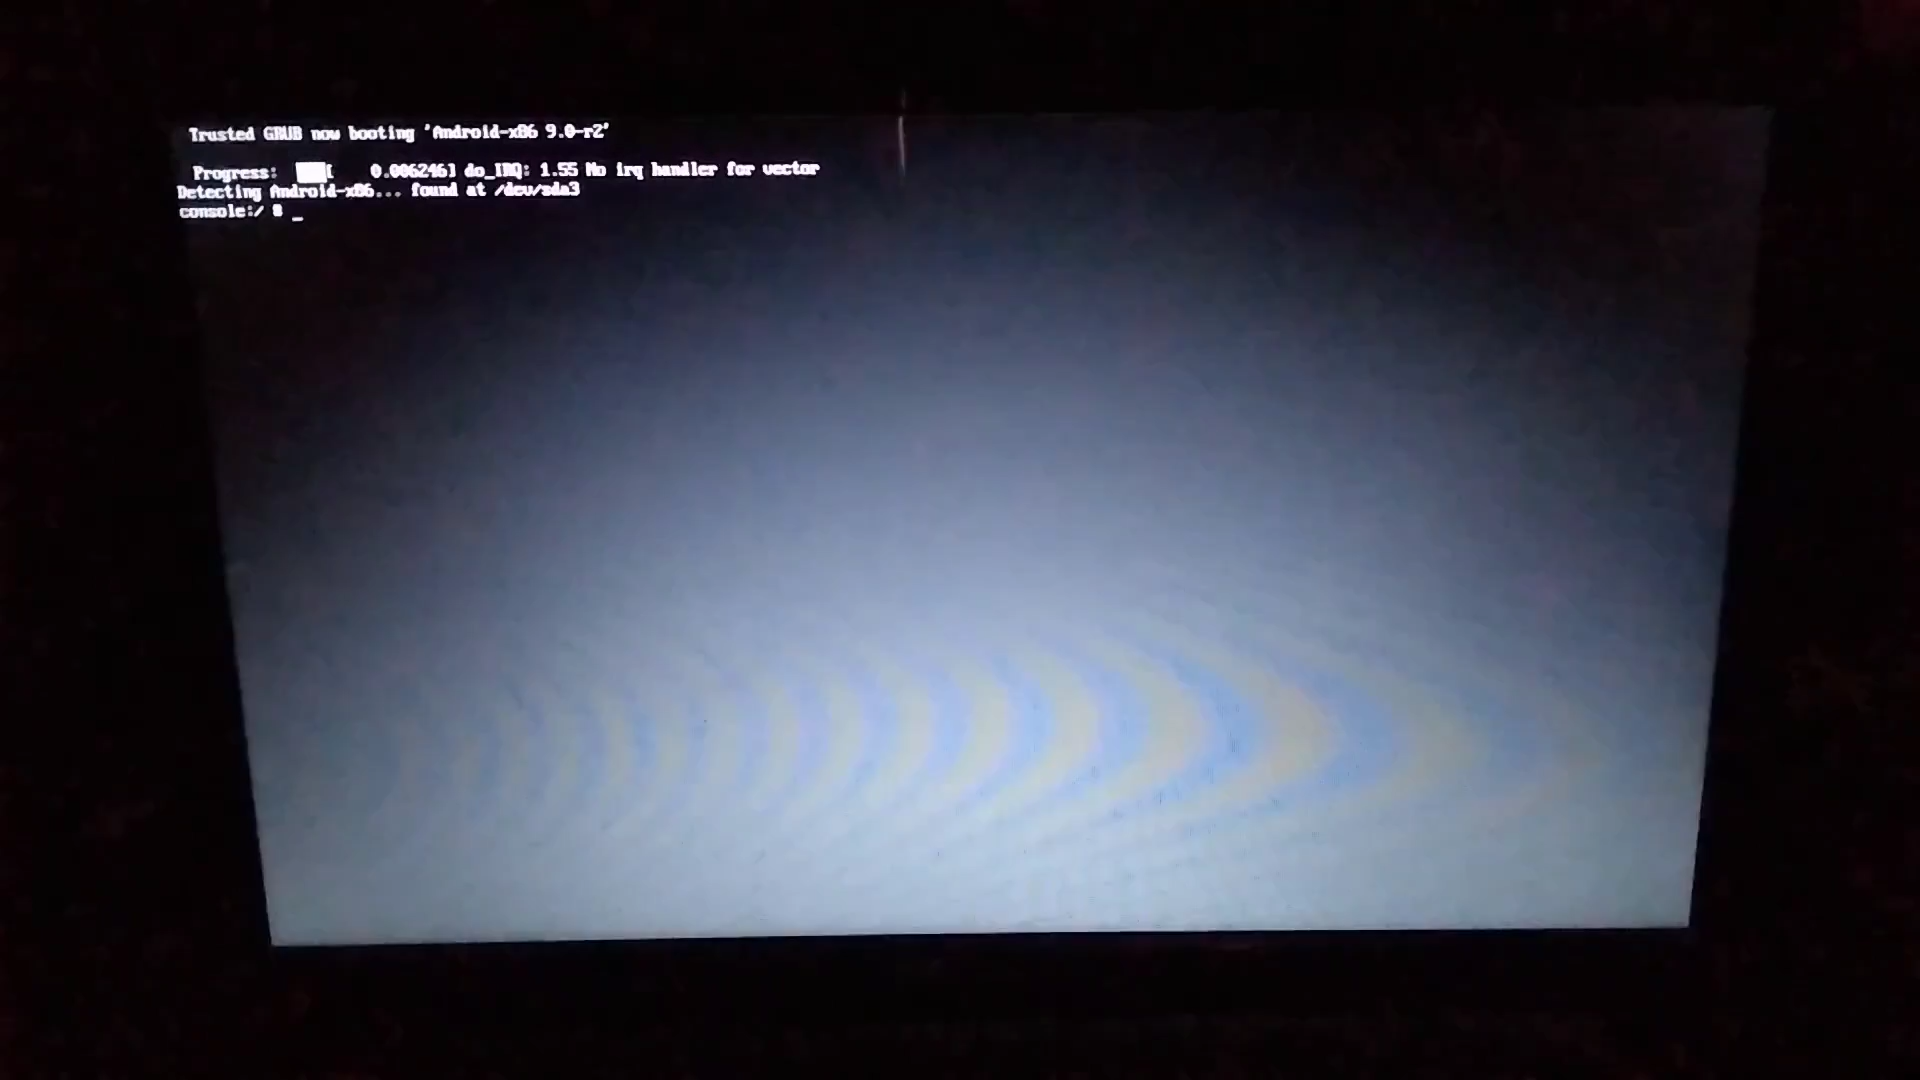 Trusted GRUB now booting 'Android-x86 9.0-r2'
Progress: [ 0.006246] do_IRQ: 1.55 No irq handler for vector
Detecting Android-x86... found at /dev/sda3
console:/ # _